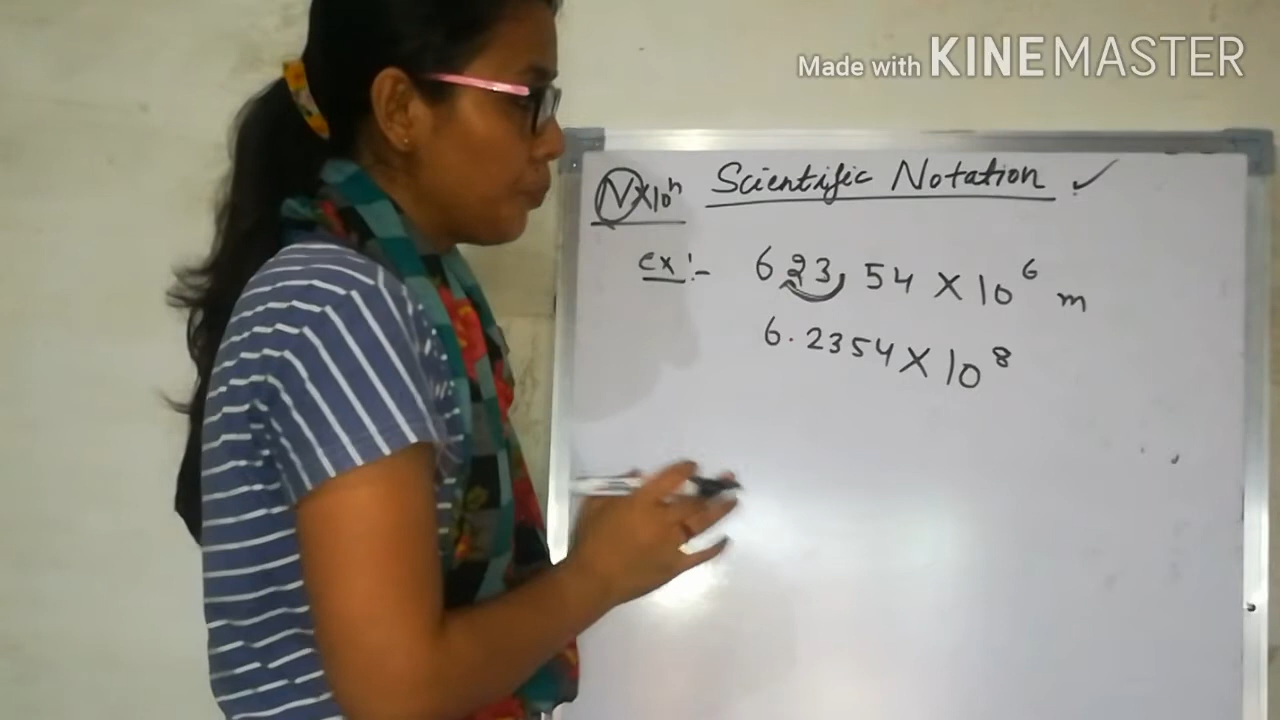 Made with KINEMASTER
N×10ⁿ Scientific Notation ✓
ex:- 623.54 × 10⁶ m
6.2354 × 10⁸